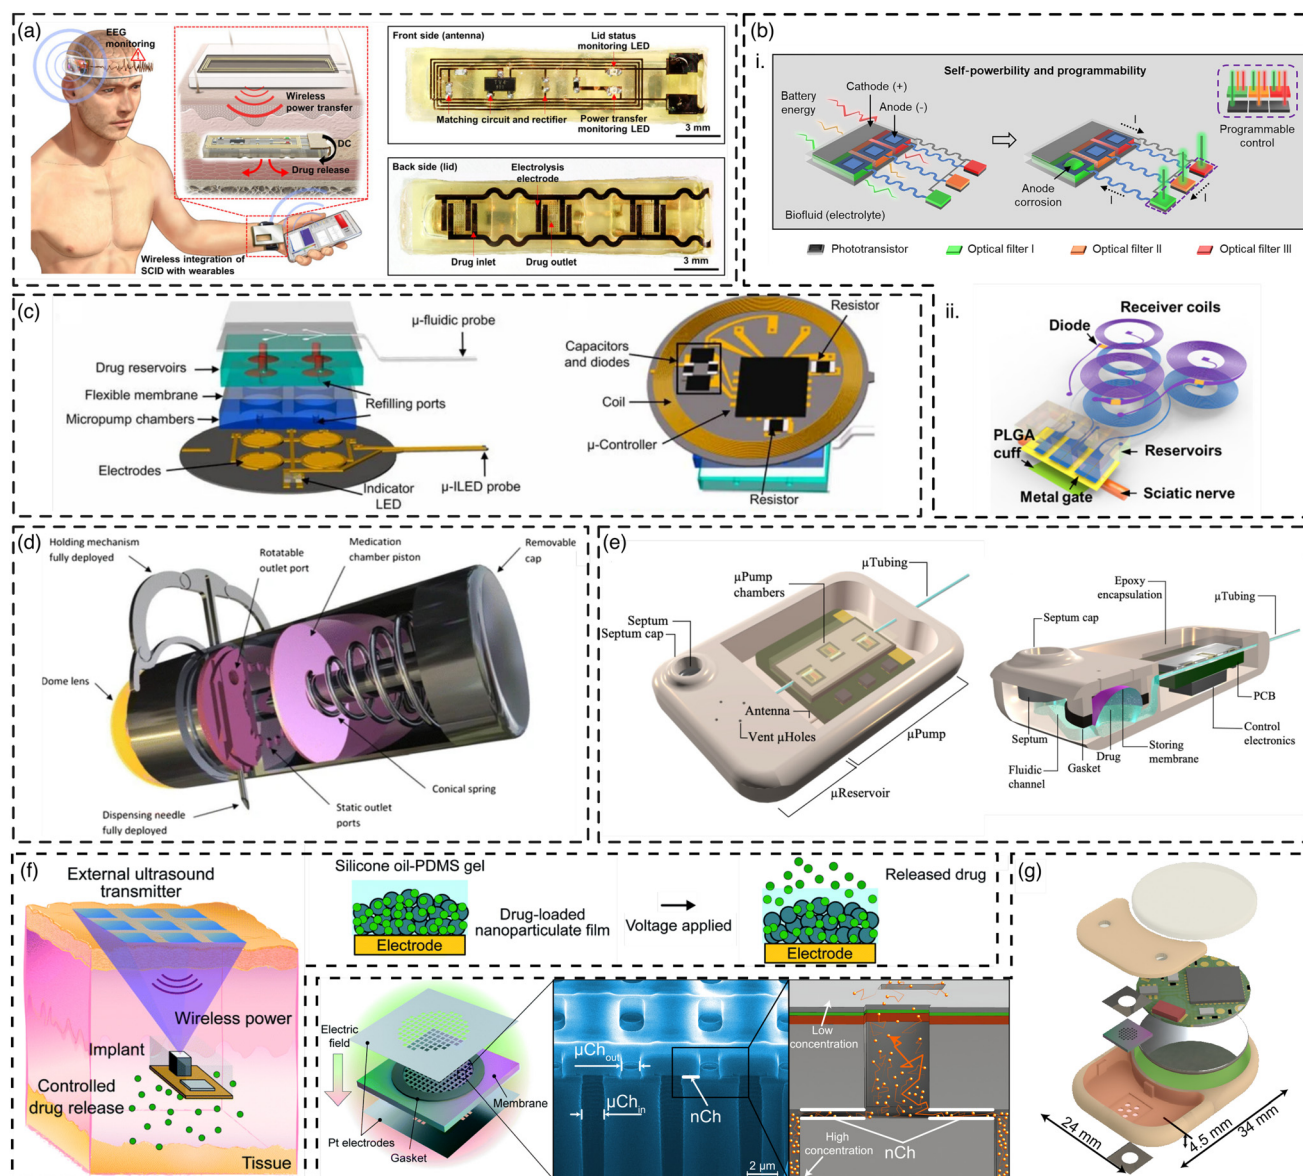 (a)
EEG
monitoring
Wireless
power transfer
DC
Drug release
Wireless integration of
SCID with wearables
Front side (antenna)
Lid status
monitoring LED
Matching circuit and rectifier
Power transfer
monitoring LED
3 mm
Back side (lid)
Electrolysis
electrode
Drug inlet
Drug outlet
3 mm
(b)
i.
Self-powerbility and programmability
Battery
energy
Cathode (+)
Anode (-)
Biofluid (electrolyte)
Anode
corrosion
I
I
I
Programmable
control
Phototransistor
Optical filter I
Optical filter II
Optical filter III
ii.
Receiver coils
Diode
PLGA
cuff
Reservoirs
Metal gate
Sciatic nerve
(c)
μ-fluidic probe
Drug reservoirs
Flexible membrane
Refilling ports
Micropump chambers
Electrodes
Indicator
LED
μ-ILED probe
Resistor
Capacitors
and diodes
Coil
μ-Controller
Resistor
(d)
Holding mechanism
fully deployed
Rotatable
outlet port
Medication
chamber piston
Removable
cap
Dome lens
Conical spring
Static outlet
ports
Dispensing needle
fully deployed
(e)
μPump
chambers
μTubing
Septum
Septum cap
Antenna
Vent μHoles
μPump
μReservoir
Epoxy
encapsulation
μTubing
Septum cap
PCB
Septum
Control
electronics
Fluidic
channel
Gasket
Drug
Storing
membrane
(f)
External ultrasound
transmitter
Wireless power
Implant
Controlled
drug release
Tissue
Silicone oil-PDMS gel
Drug-loaded
nanoparticulate film
Electrode
Voltage applied
Released drug
Electrode
Electric
field
Membrane
Pt electrodes
Gasket
μChout
μChin
nCh
2 μm
Low
concentration
High
concentration
nCh
(g)
24 mm
4.5 mm
34 mm